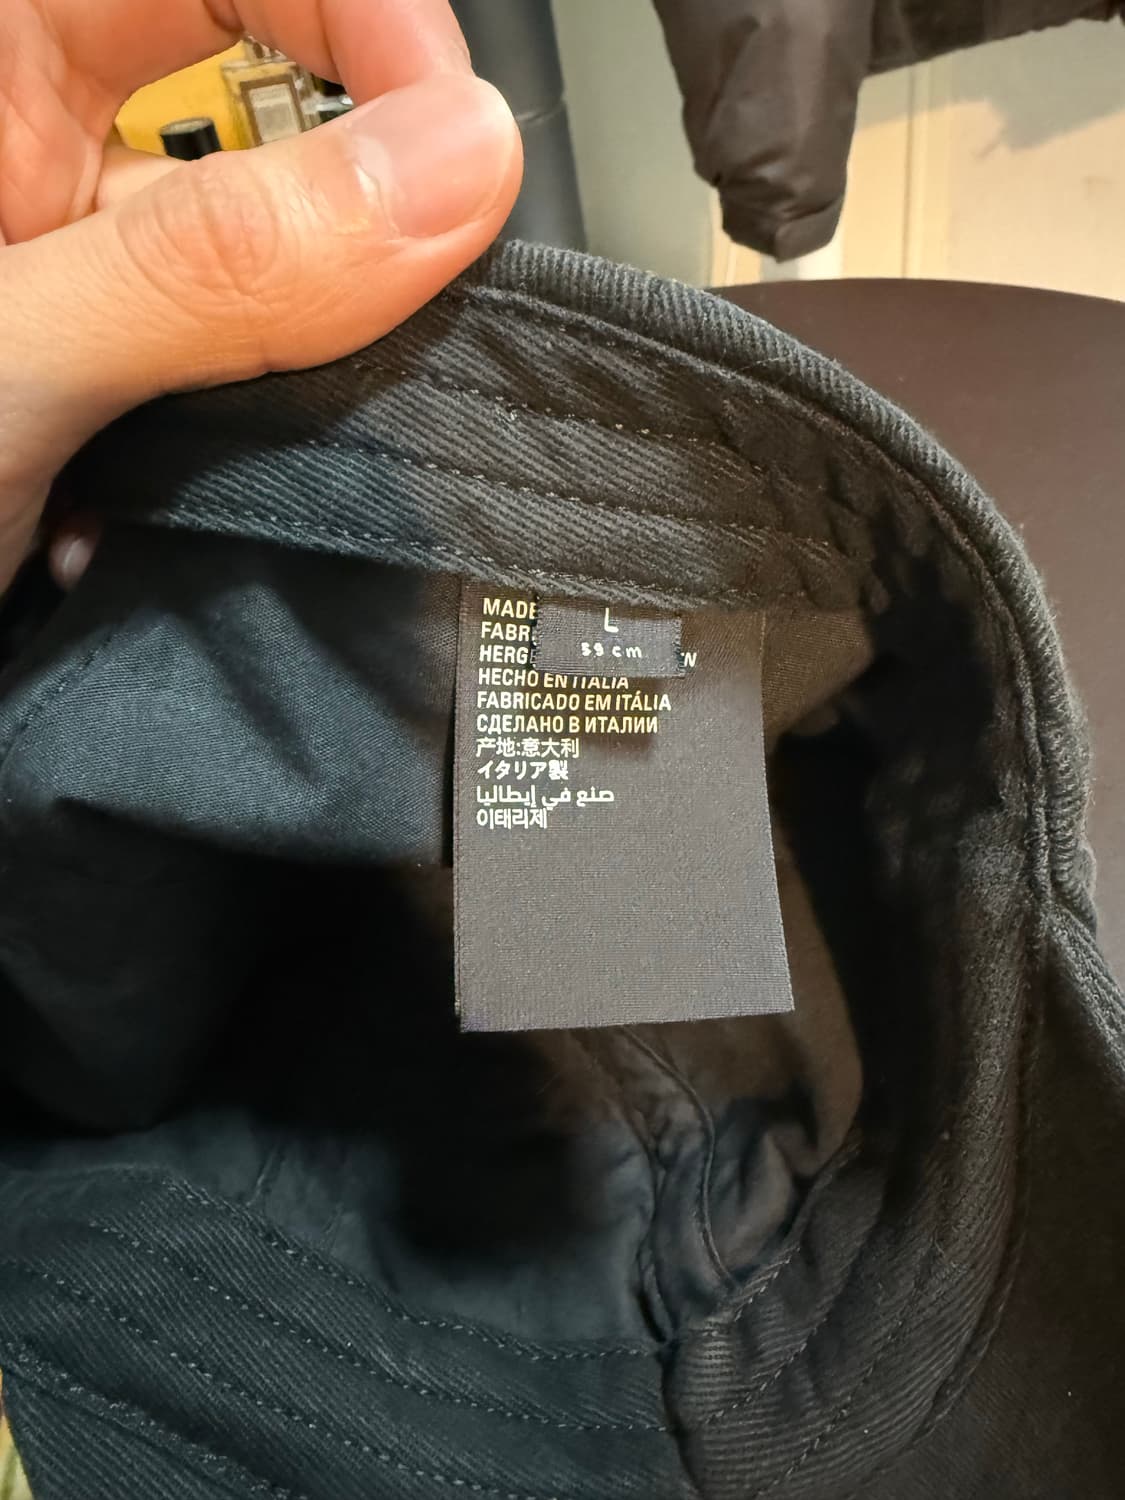 L
59 cm
MADE
FABR
HERG EN
HECHO EN ITALIA
FABRICADO EM ITÁLIA
СДЕЛАНО В ИТАЛИИ
产地:意大利
イタリア製
صنع في إيطاليا
이태리제